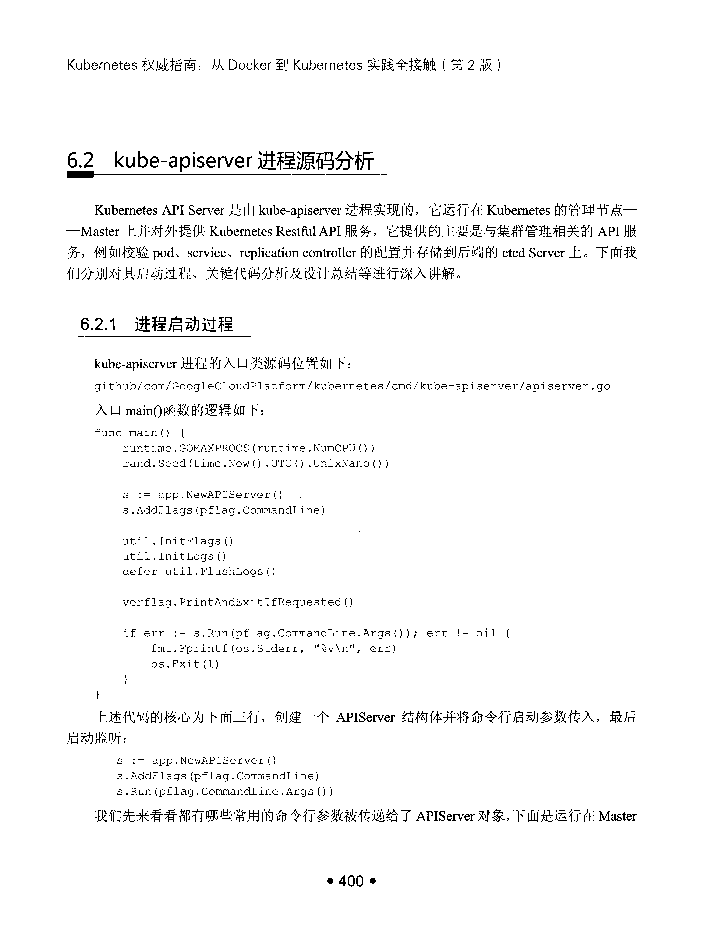 Kubernetes 权威指南：从 Docker 到 Kubernetes 实践全接触（第 2 版）
6.2 kube-apiserver 进程源码分析
Kubernetes API Server 是由 kube-apiserver 进程实现的，它运行在 Kubernetes 的管理节点—
—Master 上并对外提供 Kubernetes Restful API 服务，它提供的主要是与集群管理相关的 API 服
务，例如校验 pod、service、replication controller 的配置并存储到后端的 etcd Server 上。下面我
们分别对其启动过程、关键代码分析及设计总结等进行深入讲解。
6.2.1 进程启动过程
kube-apiserver 进程的入口类源码位置如下：
github/com/GoogleCloudPlatform/kubernetes/cmd/kube-apiserver/apiserver.go
入口 main()函数的逻辑如下：
func main() {
runtime.GOMAXPROCS(runtime.NumCPU())
rand.Seed(time.Now().UTC().UnixNano())
s := app.NewAPIServer()
s.AddFlags(pflag.CommandLine)
util.InitFlags()
util.InitLogs()
defer util.FlushLogs()
verflag.PrintAndExitIfRequested()
if err := s.Run(pflag.CommandLine.Args()); err != nil {
fmt.Fprintf(os.Stderr, "%v\n", err)
os.Exit(1)
}
}
上述代码的核心为下面三行，创建一个 APIServer 结构体并将命令行启动参数传入，最后
启动监听：
s := app.NewAPIServer()
s.AddFlags(pflag.CommandLine)
s.Run(pflag.CommandLine.Args())
我们先来看看都有哪些常用的命令行参数被传递给了 APIServer 对象，下面是运行在 Master
• 400 •